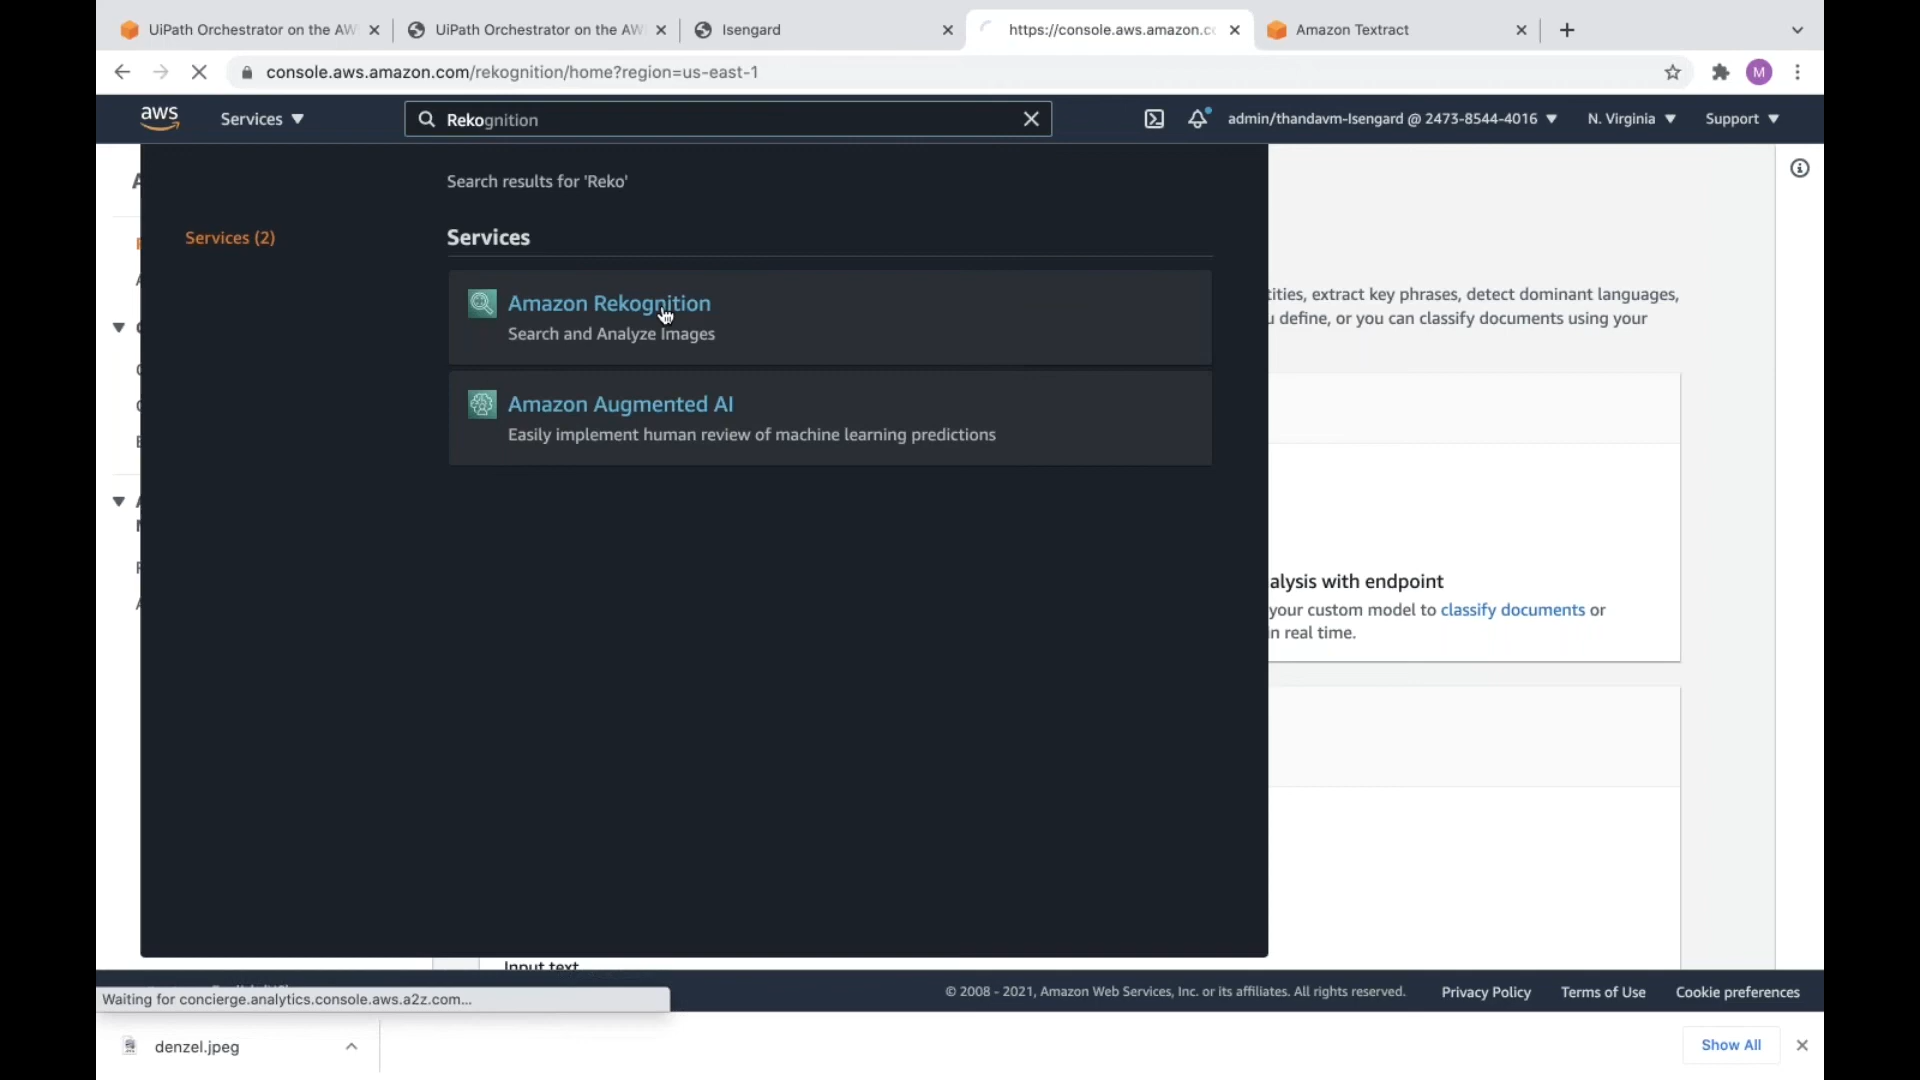 UiPath Orchestrator on the AW
UiPath Orchestrator on the AW
Isengard
https://console.aws.amazon.co
Amazon Textract
console.aws.amazon.com/rekognition/home?region=us-east-1
M
aws
Services
Rekognition
admin/thandavm-Isengard @ 2473-8544-4016
N. Virginia
Support
Search results for 'Reko'
Services (2)
Services
Amazon Rekognition
Search and Analyze Images
Amazon Augmented AI
Easily implement human review of machine learning predictions
tities, extract key phrases, detect dominant languages,
u define, or you can classify documents using your
alysis with endpoint
your custom model to classify documents or
in real time.
Input text
Waiting for concierge.analytics.console.aws.a2z.com...
© 2008 - 2021, Amazon Web Services, Inc. or its affiliates. All rights reserved.
Privacy Policy
Terms of Use
Cookie preferences
denzel.jpeg
Show All